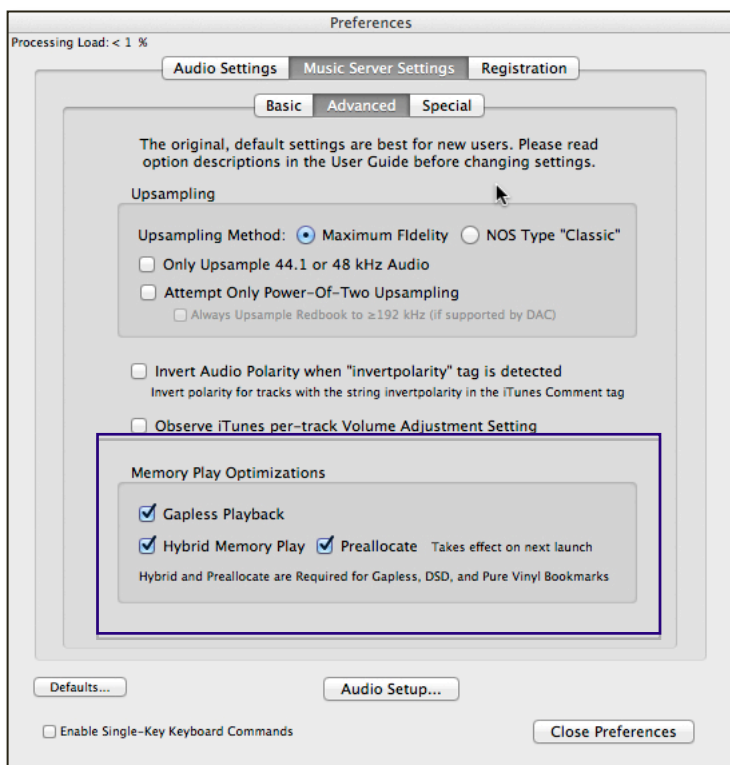 Preferences
Processing Load: < 1 %
Audio Settings Music Server Settings Registration
Basic Advanced Special
The original, default settings are best for new users. Please read
option descriptions in the User Guide before changing settings.
Upsampling
Upsampling Method: Maximum FIdelity NOS Type "Classic"
Only Upsample 44.1 or 48 kHz Audio
Attempt Only Power-Of-Two Upsampling
Always Upsample Redbook to ≥192 kHz (if supported by DAC)
Invert Audio Polarity when "invertpolarity" tag is detected
Invert polarity for tracks with the string invertpolarity in the iTunes Comment tag
Observe iTunes per-track Volume Adjustment Setting
Memory Play Optimizations
Gapless Playback
Hybrid Memory Play Preallocate Takes effect on next launch
Hybrid and Preallocate are Required for Gapless, DSD, and Pure Vinyl Bookmarks
Defaults... Audio Setup...
Enable Single-Key Keyboard Commands Close Preferences